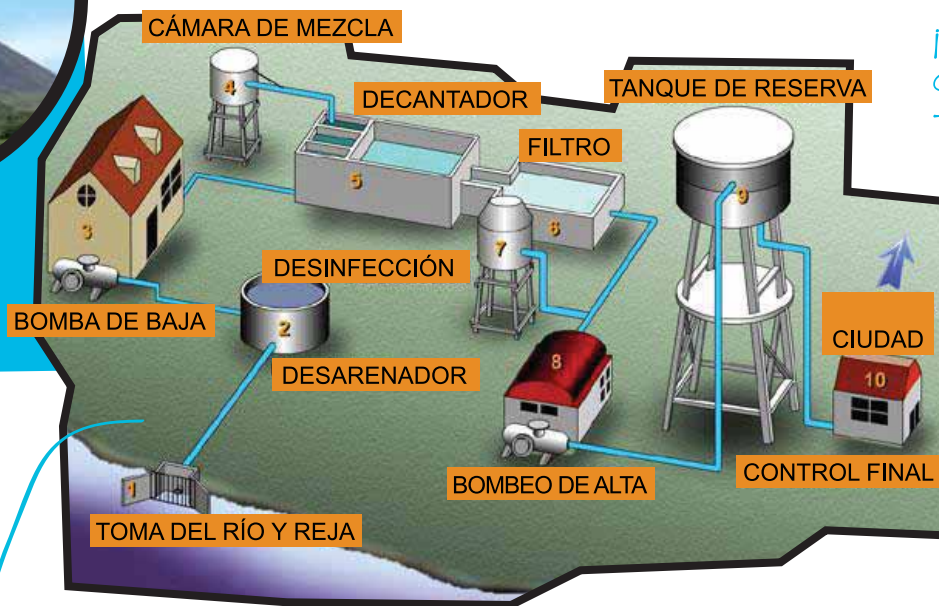 CÁMARA DE MEZCLA
4
DECANTADOR
TANQUE DE RESERVA
FILTRO
5
9
3
6
7
DESINFECCIÓN
BOMBA DE BAJA
2
CIUDAD
DESARENADOR
8
10
BOMBEO DE ALTA
CONTROL FINAL
1
TOMA DEL RÍO Y REJA